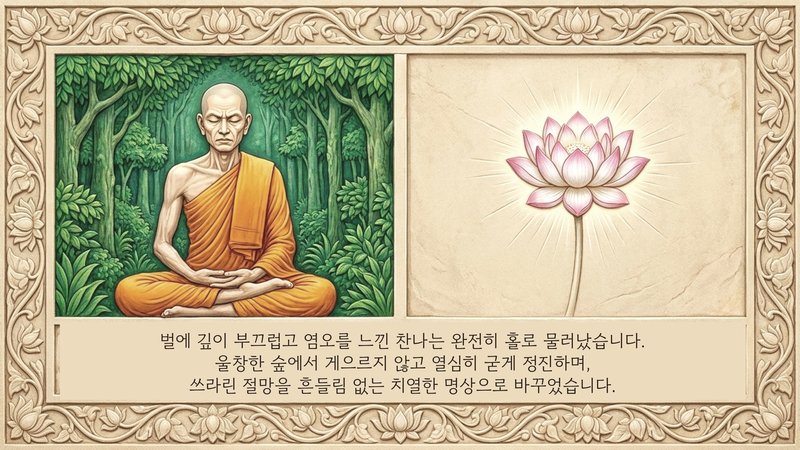 벌에 깊이 부끄럽고 염오를 느낀 찬나는 완전히 홀로 물러났습니다.
울창한 숲에서 게으르지 않고 열심히 굳게 정진하며,
쓰라린 절망을 흔들림 없는 치열한 명상으로 바꾸었습니다.